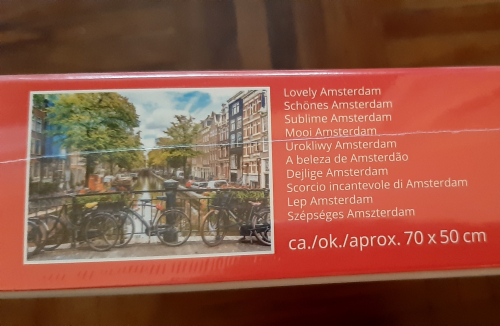 Lovely Amsterdam
Schönes Amsterdam
Sublime Amsterdam
Mooi Amsterdam
Urokliwy Amsterdam
A beleza de Amsterdão
Dejlige Amsterdam
Scorcio incantevole di Amsterdam
Lep Amsterdam
Szépséges Amszterdam
ca./ok./aprox. 70 x 50 cm